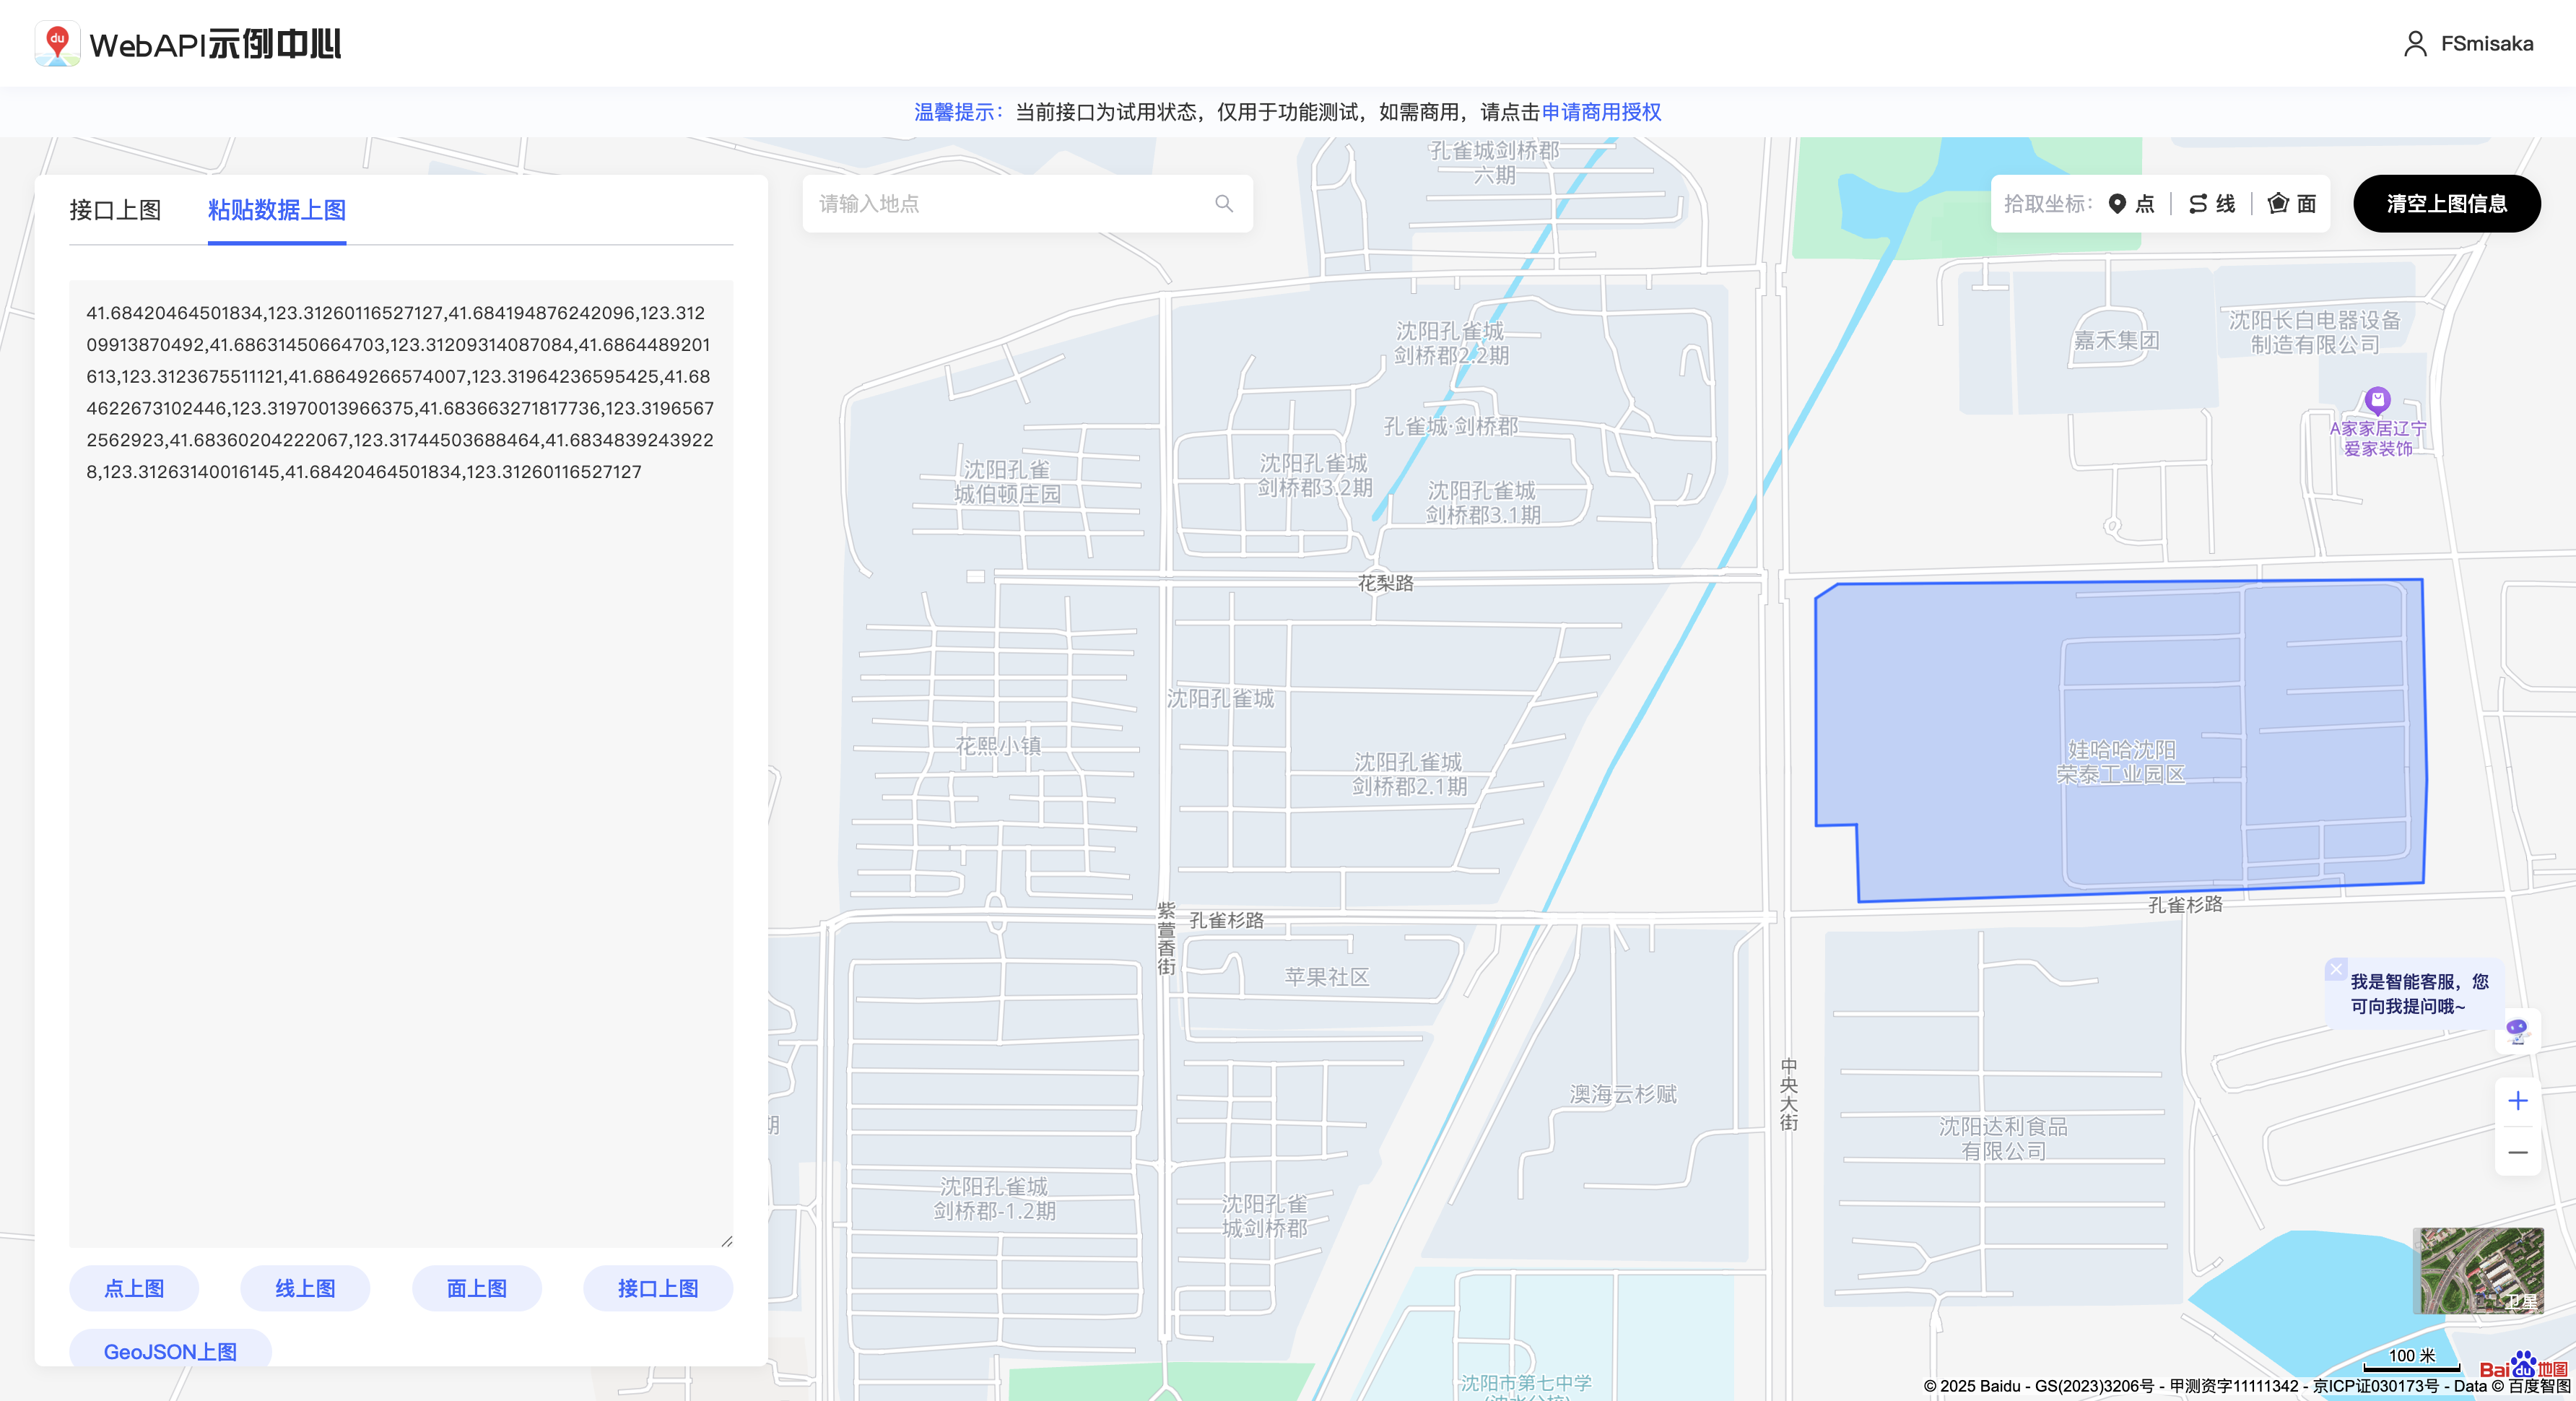 du WebAPI示例中心
FSmisaka
温馨提示：当前接口为试用状态，仅用于功能测试，如需商用，请点击申请商用授权
接口上图
粘贴数据上图
请输入地点
拾取坐标：点 线 面
清空上图信息
41.68420464501834,123.31260116527127,41.684194876242096,123.312
09913870492,41.68631450664703,123.31209314087084,41.6864489201
613,123.3123675511121,41.68649266574007,123.31964236595425,41.68
4622673102446,123.31970013966375,41.683663271817736,123.3196567
2562923,41.68360204222067,123.31744503688464,41.6834839243922
8,123.31263140016145,41.68420464501834,123.31260116527127
点上图
线上图
面上图
接口上图
GeoJSON上图
孔雀城剑桥郡
六期
沈阳孔雀城
剑桥郡2.2期
孔雀城·剑桥郡
沈阳孔雀
城伯顿庄园
沈阳孔雀城
剑桥郡3.2期
沈阳孔雀城
剑桥郡3.1期
嘉禾集团
沈阳长白电器设备
制造有限公司
A家家居辽宁
爱家装饰
花梨路
沈阳孔雀城
花熙小镇
沈阳孔雀城
剑桥郡2.1期
娃哈哈沈阳
荣泰工业园区
紫萱香街
孔雀杉路
孔雀杉路
苹果社区
我是智能客服，您
可向我提问哦~
澳海云杉赋
中央大街
沈阳达利食品
有限公司
期
沈阳孔雀城
剑桥郡-1.2期
沈阳孔雀
城剑桥郡
卫星
沈阳市第七中学
100 米
Bai du 地图
© 2025 Baidu - GS(2023)3206号 - 甲测资字11111342 - 京ICP证030173号 - Data © 百度智图